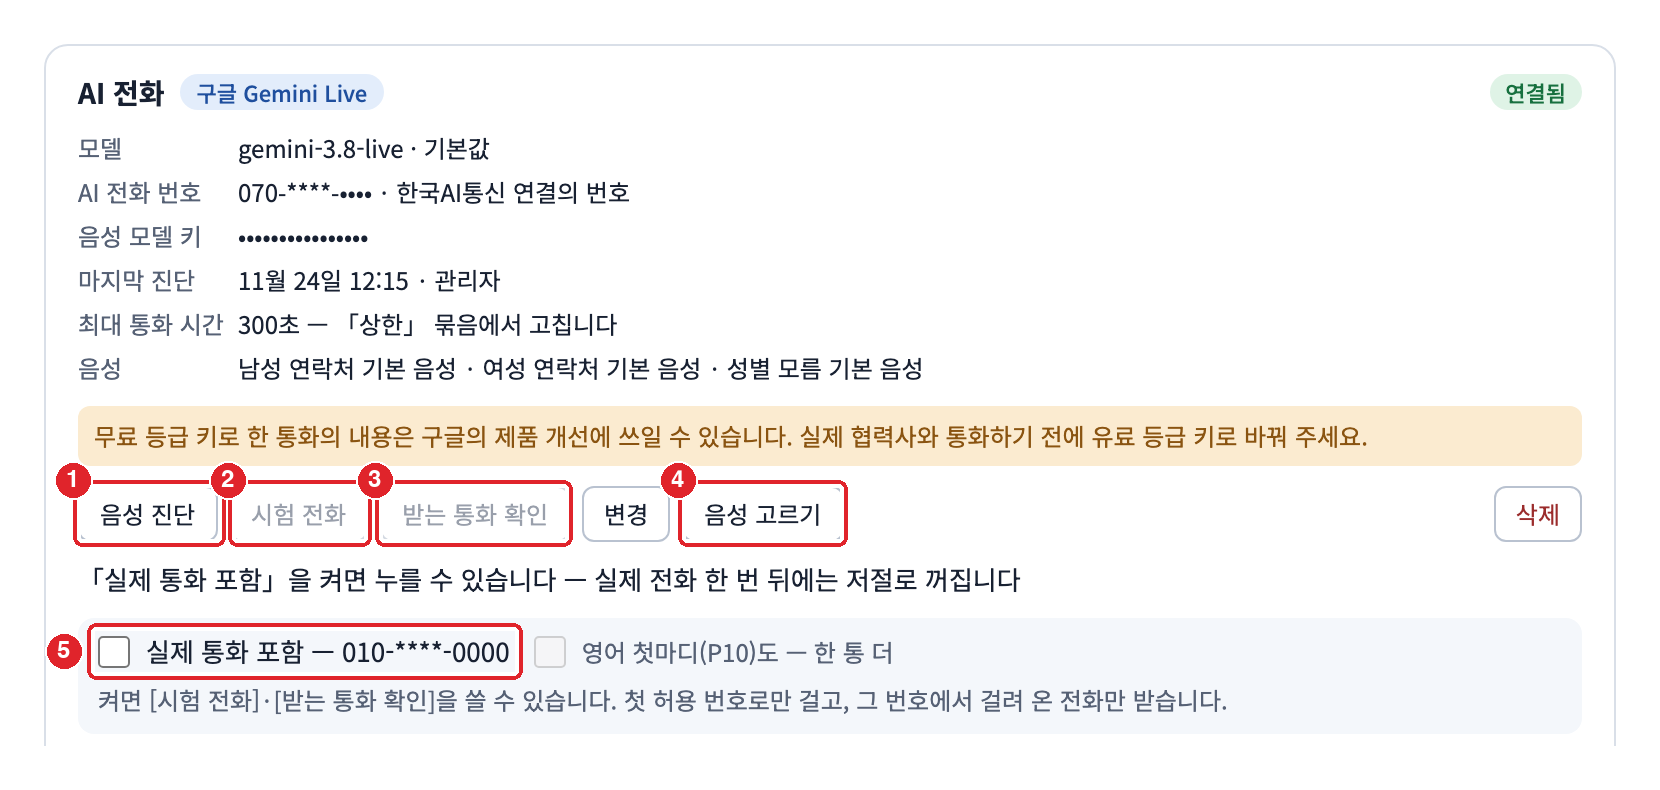 AI 전화 구글 Gemini Live 연결됨
모델 gemini-3.8-live · 기본값
AI 전화 번호 070-****-•••• · 한국AI통신 연결의 번호
음성 모델 키 ••••••••••••••••
마지막 진단 11월 24일 12:15 · 관리자
최대 통화 시간 300초 — 「상한」 묶음에서 고칩니다
음성 남성 연락처 기본 음성 · 여성 연락처 기본 음성 · 성별 모름 기본 음성
무료 등급 키로 한 통화의 내용은 구글의 제품 개선에 쓰일 수 있습니다. 실제 협력사와 통화하기 전에 유료 등급 키로 바꿔 주세요.
1 2 3 4
음성 진단 시험 전화 받는 통화 확인 변경 음성 고르기 삭제
「실제 통화 포함」을 켜면 누를 수 있습니다 — 실제 전화 한 번 뒤에는 저절로 꺼집니다
5 실제 통화 포함 — 010-****-0000 영어 첫마디(P10)도 — 한 통 더
켜면 [시험 전화]·[받는 통화 확인]을 쓸 수 있습니다. 첫 허용 번호로만 걸고, 그 번호에서 걸려 온 전화만 받습니다.